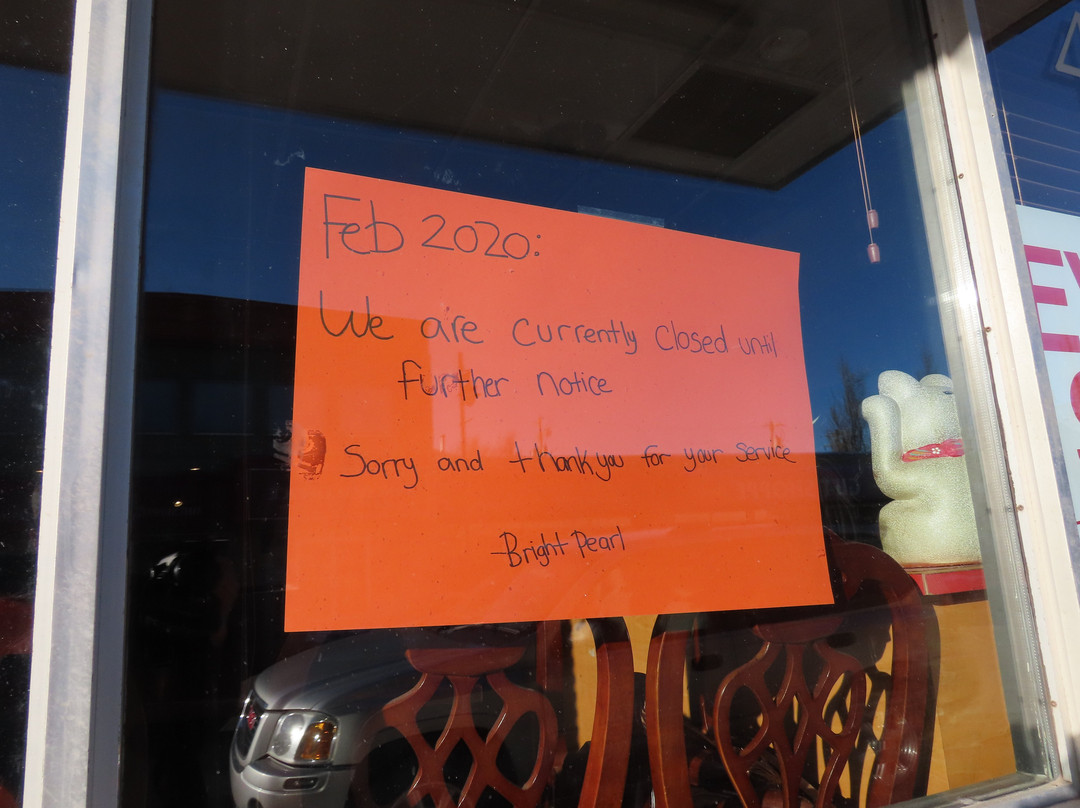 Feb 2020:
We are currently closed until
further notice
Sorry and thank you for your service
Bright Pearl